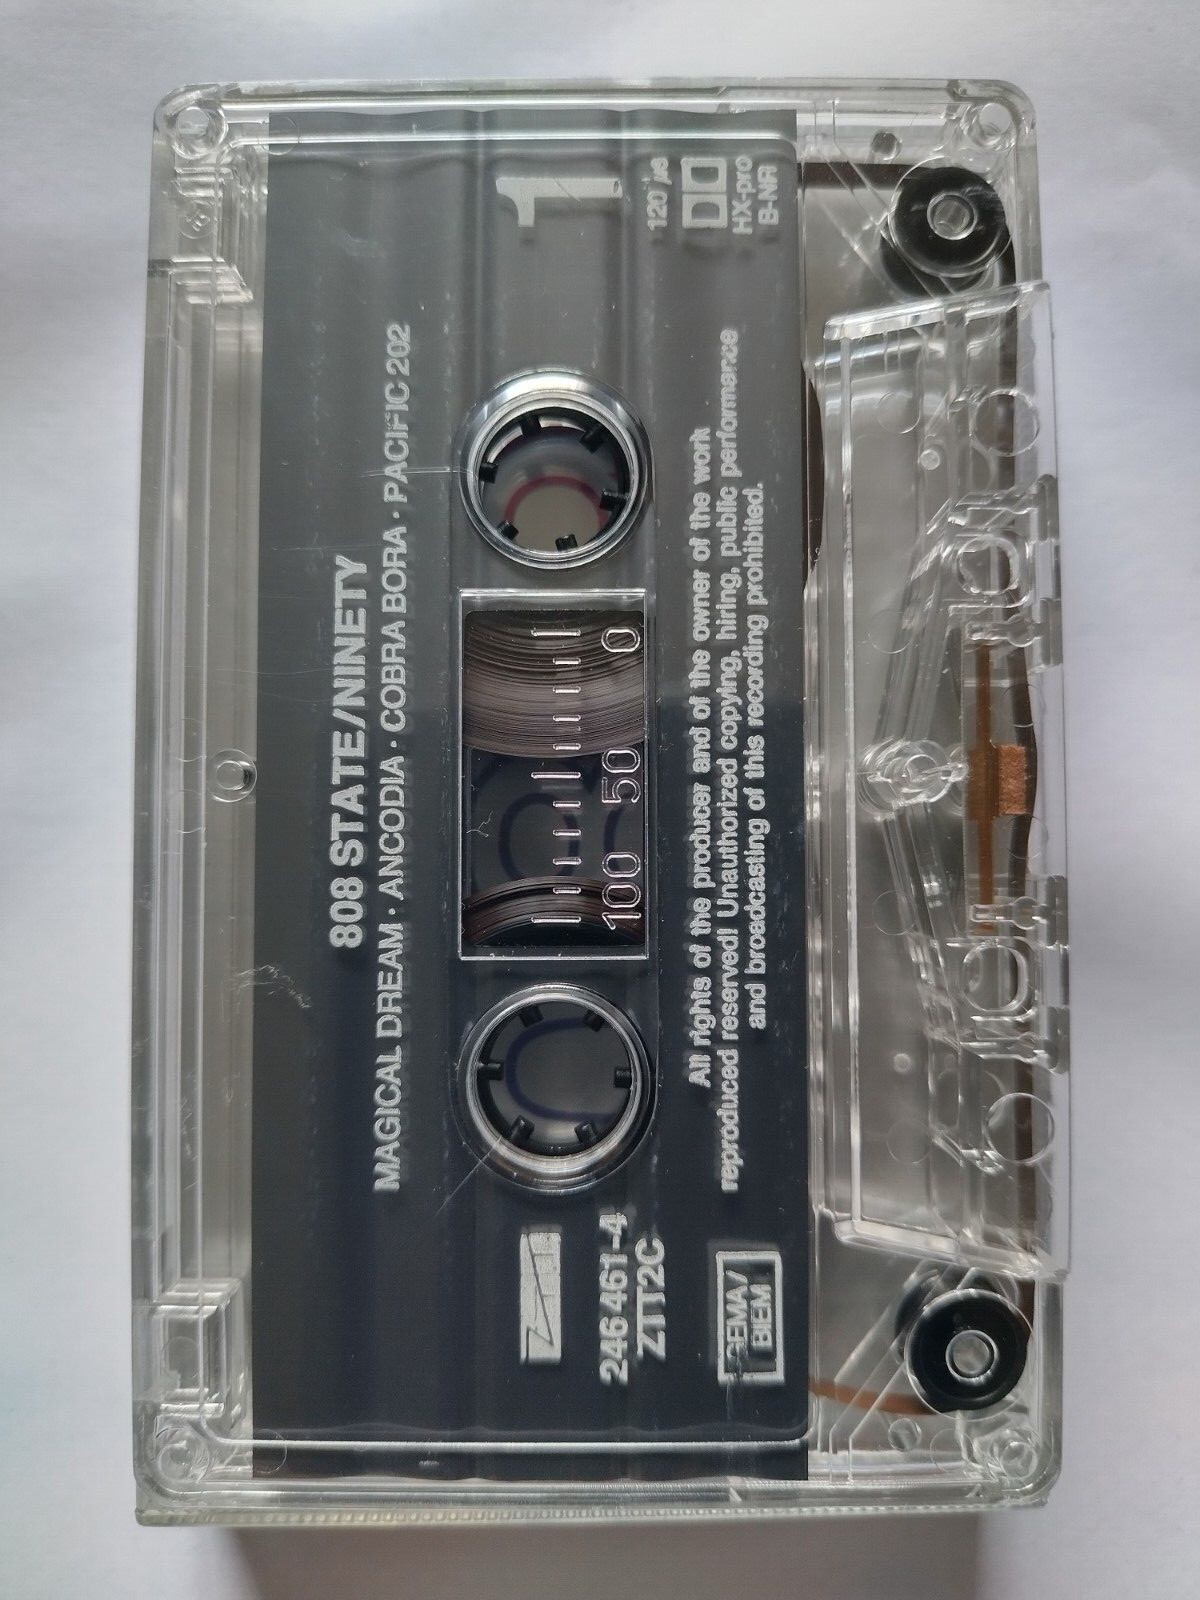 808 STATE/NINETY
MAGICAL DREAM · ANCODIA · COBRA BORA · PACIFIC 202
1
246 461-4
ZTT2C
100 50 0
120 µs
HX-pro
B-NR
GEMA/
BIEM
All rights of the producer and of the owner of the work
reproduced reserved! Unauthorized copying, hiring, public performance
and broadcasting of this recording prohibited.